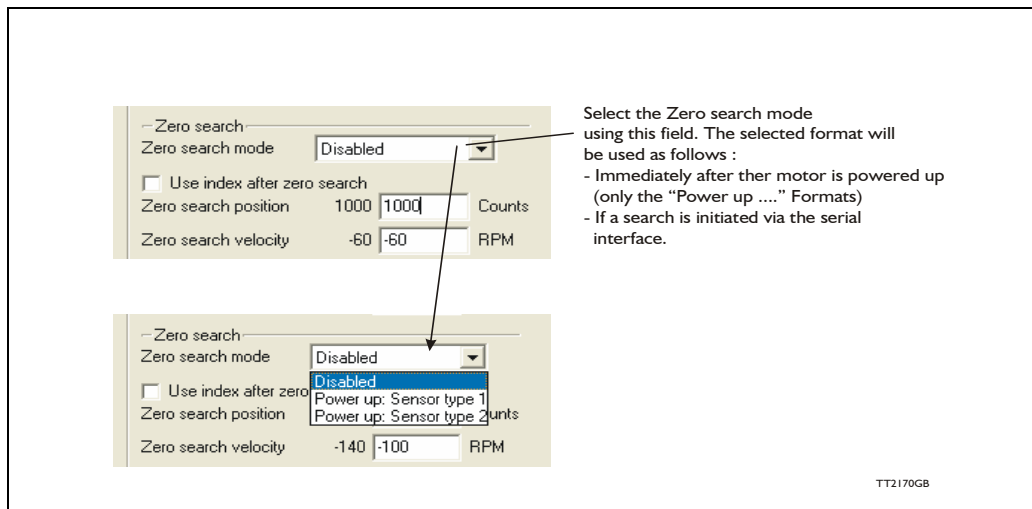 Zero search
Zero search mode Disabled
Use index after zero search
Zero search position 1000 1000 Counts
Zero search velocity -60 -60 RPM
Select the Zero search mode
using this field. The selected format will
be used as follows :
- Immediately after ther motor is powered up
(only the “Power up ....” Formats)
- If a search is initiated via the serial
interface.
Zero search
Zero search mode Disabled
Disabled
Use index after zero
Power up: Sensor type 1
Zero search position Power up: Sensor type 2 unts
Zero search velocity -140 -100 RPM
TT2170GB